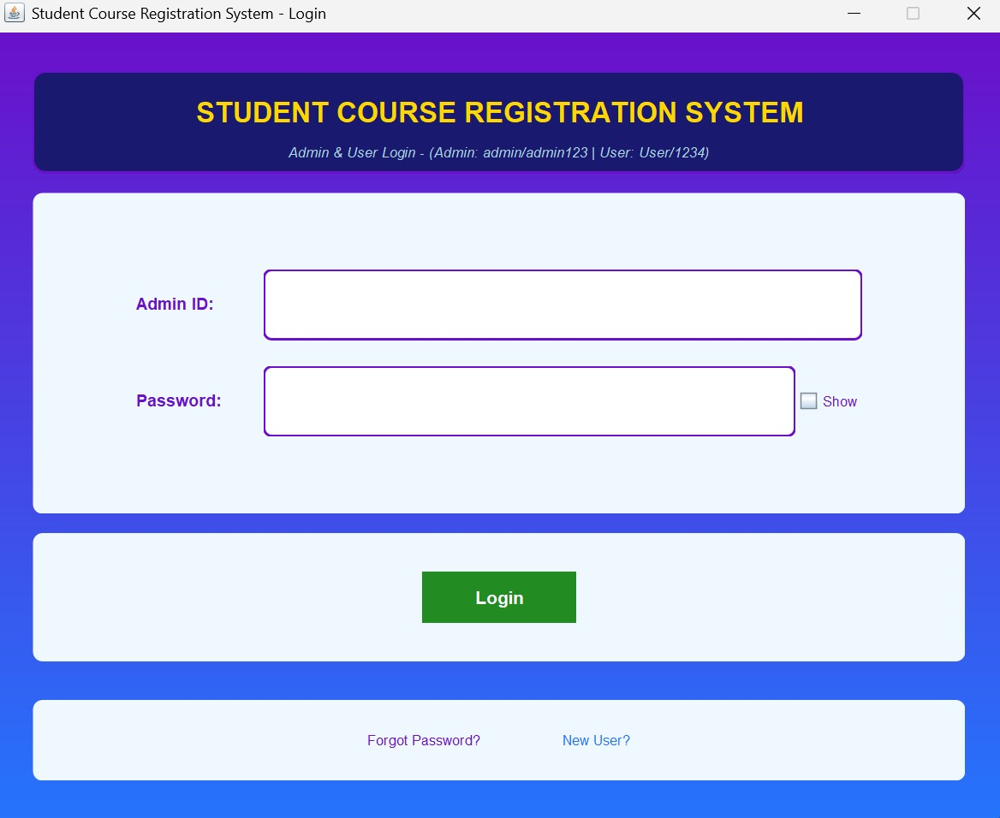 Student Course Registration System - Login
STUDENT COURSE REGISTRATION SYSTEM
Admin & User Login - (Admin: admin/admin123 | User: User/1234)
Admin ID:
Password:
Show
Login
Forgot Password?
New User?